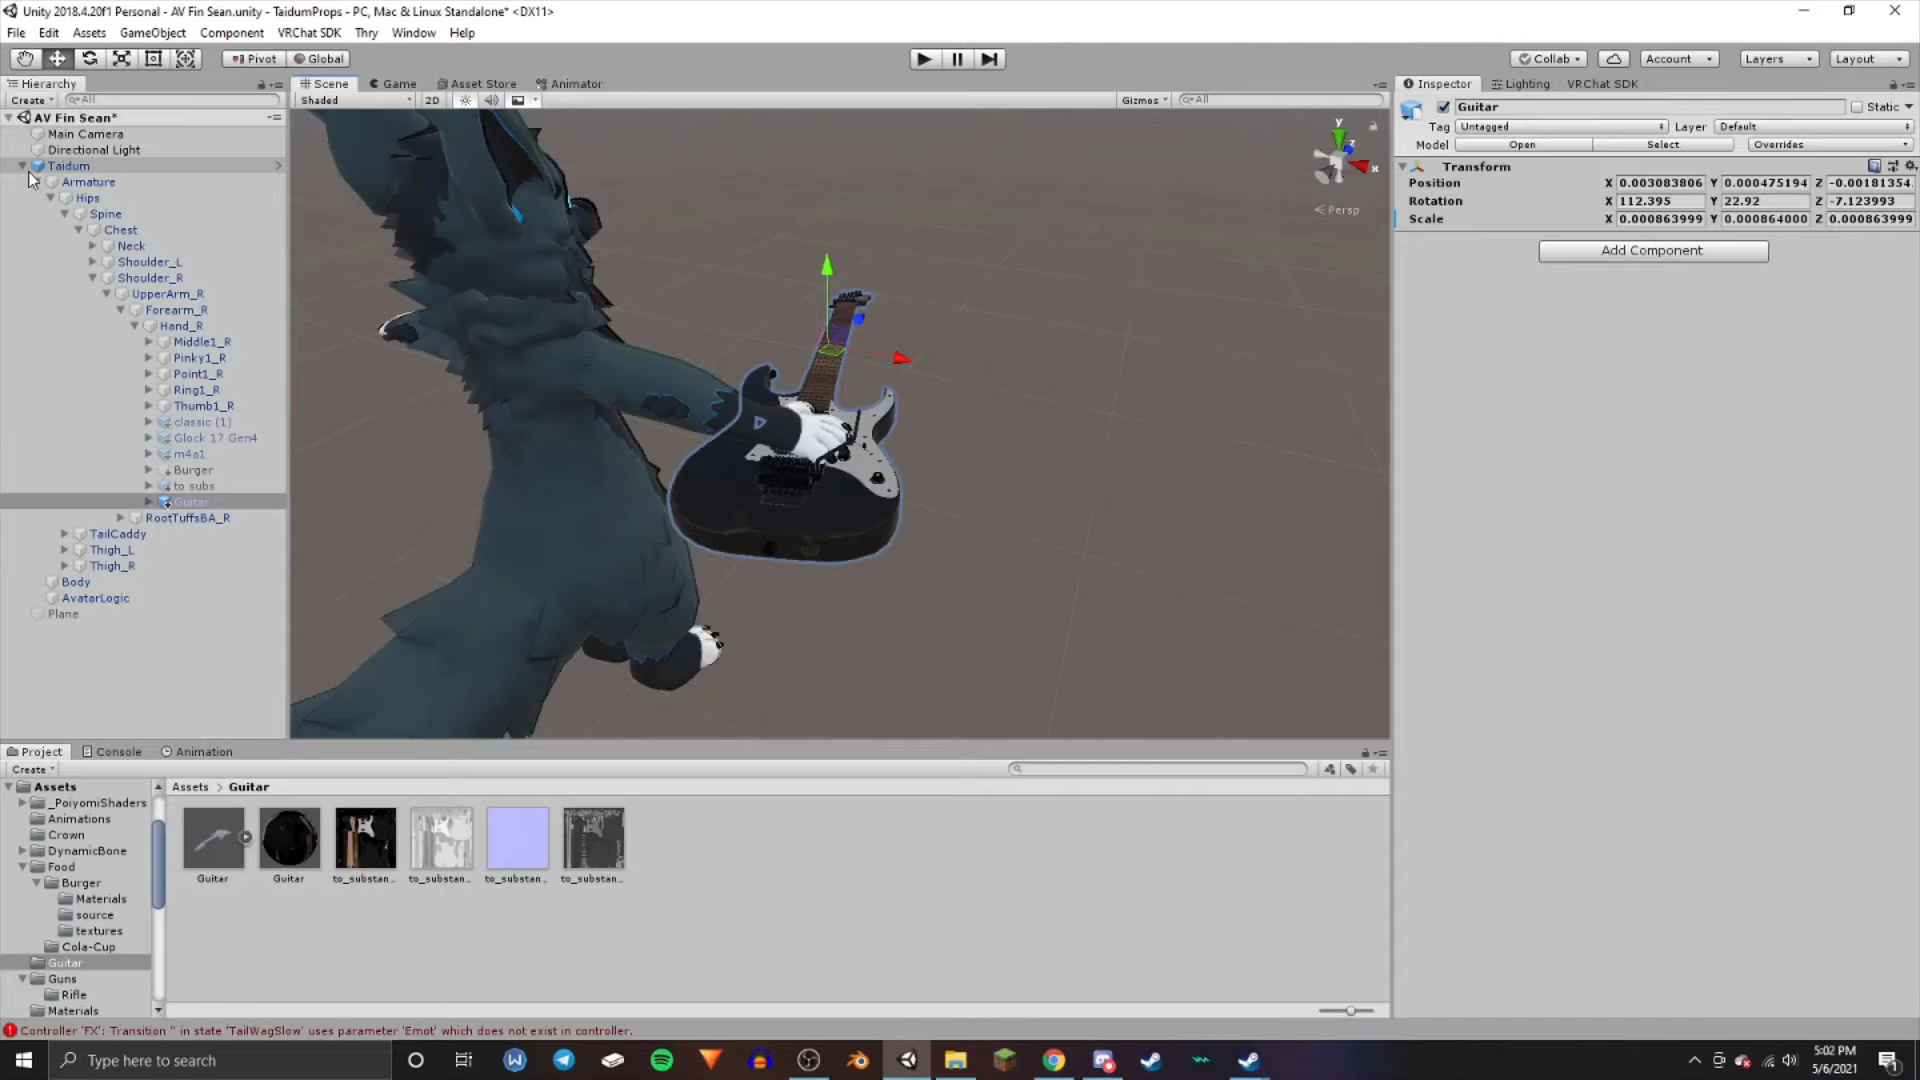 Unity 2018.4.20f1 Personal - AV Fin Sean.unity - TaidumProps - PC, Mac & Linux Standalone* <DX11>
File Edit Assets GameObject Component VRChat SDK Thry Window Help
Pivot Global Collab Account Layers Layout
Hierarchy Scene Game Asset Store Animator Inspector Lighting VRChat SDK
Create All Shaded 2D Gizmos All
Guitar Static
AV Fin Sean*
Main Camera
Tag Untagged Layer Default
Directional Light
Model Open Select Overrides
Taidum
Transform
Armature
Position X 0.003083806 Y 0.000475194 Z -0.00181354
Hips
Rotation X 112.395 Y 22.92 Z -7.123993
Spine
Scale X 0.000863999 Y 0.000864000 Z 0.000863999
Chest
Neck
Add Component
Shoulder_L
Shoulder_R
UpperArm_R
Forearm_R
Hand_R
Middle1_R
Pinky1_R
Point1_R
Ring1_R
Thumb1_R
classic (1)
Glock 17 Gen4
m4a1
Burger
to subs
Guitar
RootTuffsBA_R
TailCaddy
Thigh_L
Thigh_R
Body
AvatarLogic
Plane
y
z
x
Persp
Project Console Animation
Create
Assets
_PoiyomiShaders
Animations
Crown
DynamicBone
Food
Burger
Materials
source
textures
Cola-Cup
Guitar
Guns
Rifle
Materials
Assets > Guitar
Guitar Guitar to_substan... to_substan... to_substan... to_substan...
Controller 'FX': Transition '' in state 'TailWagSlow' uses parameter 'Emot' which does not exist in controller.
Type here to search
5:02 PM
5/6/2021
1